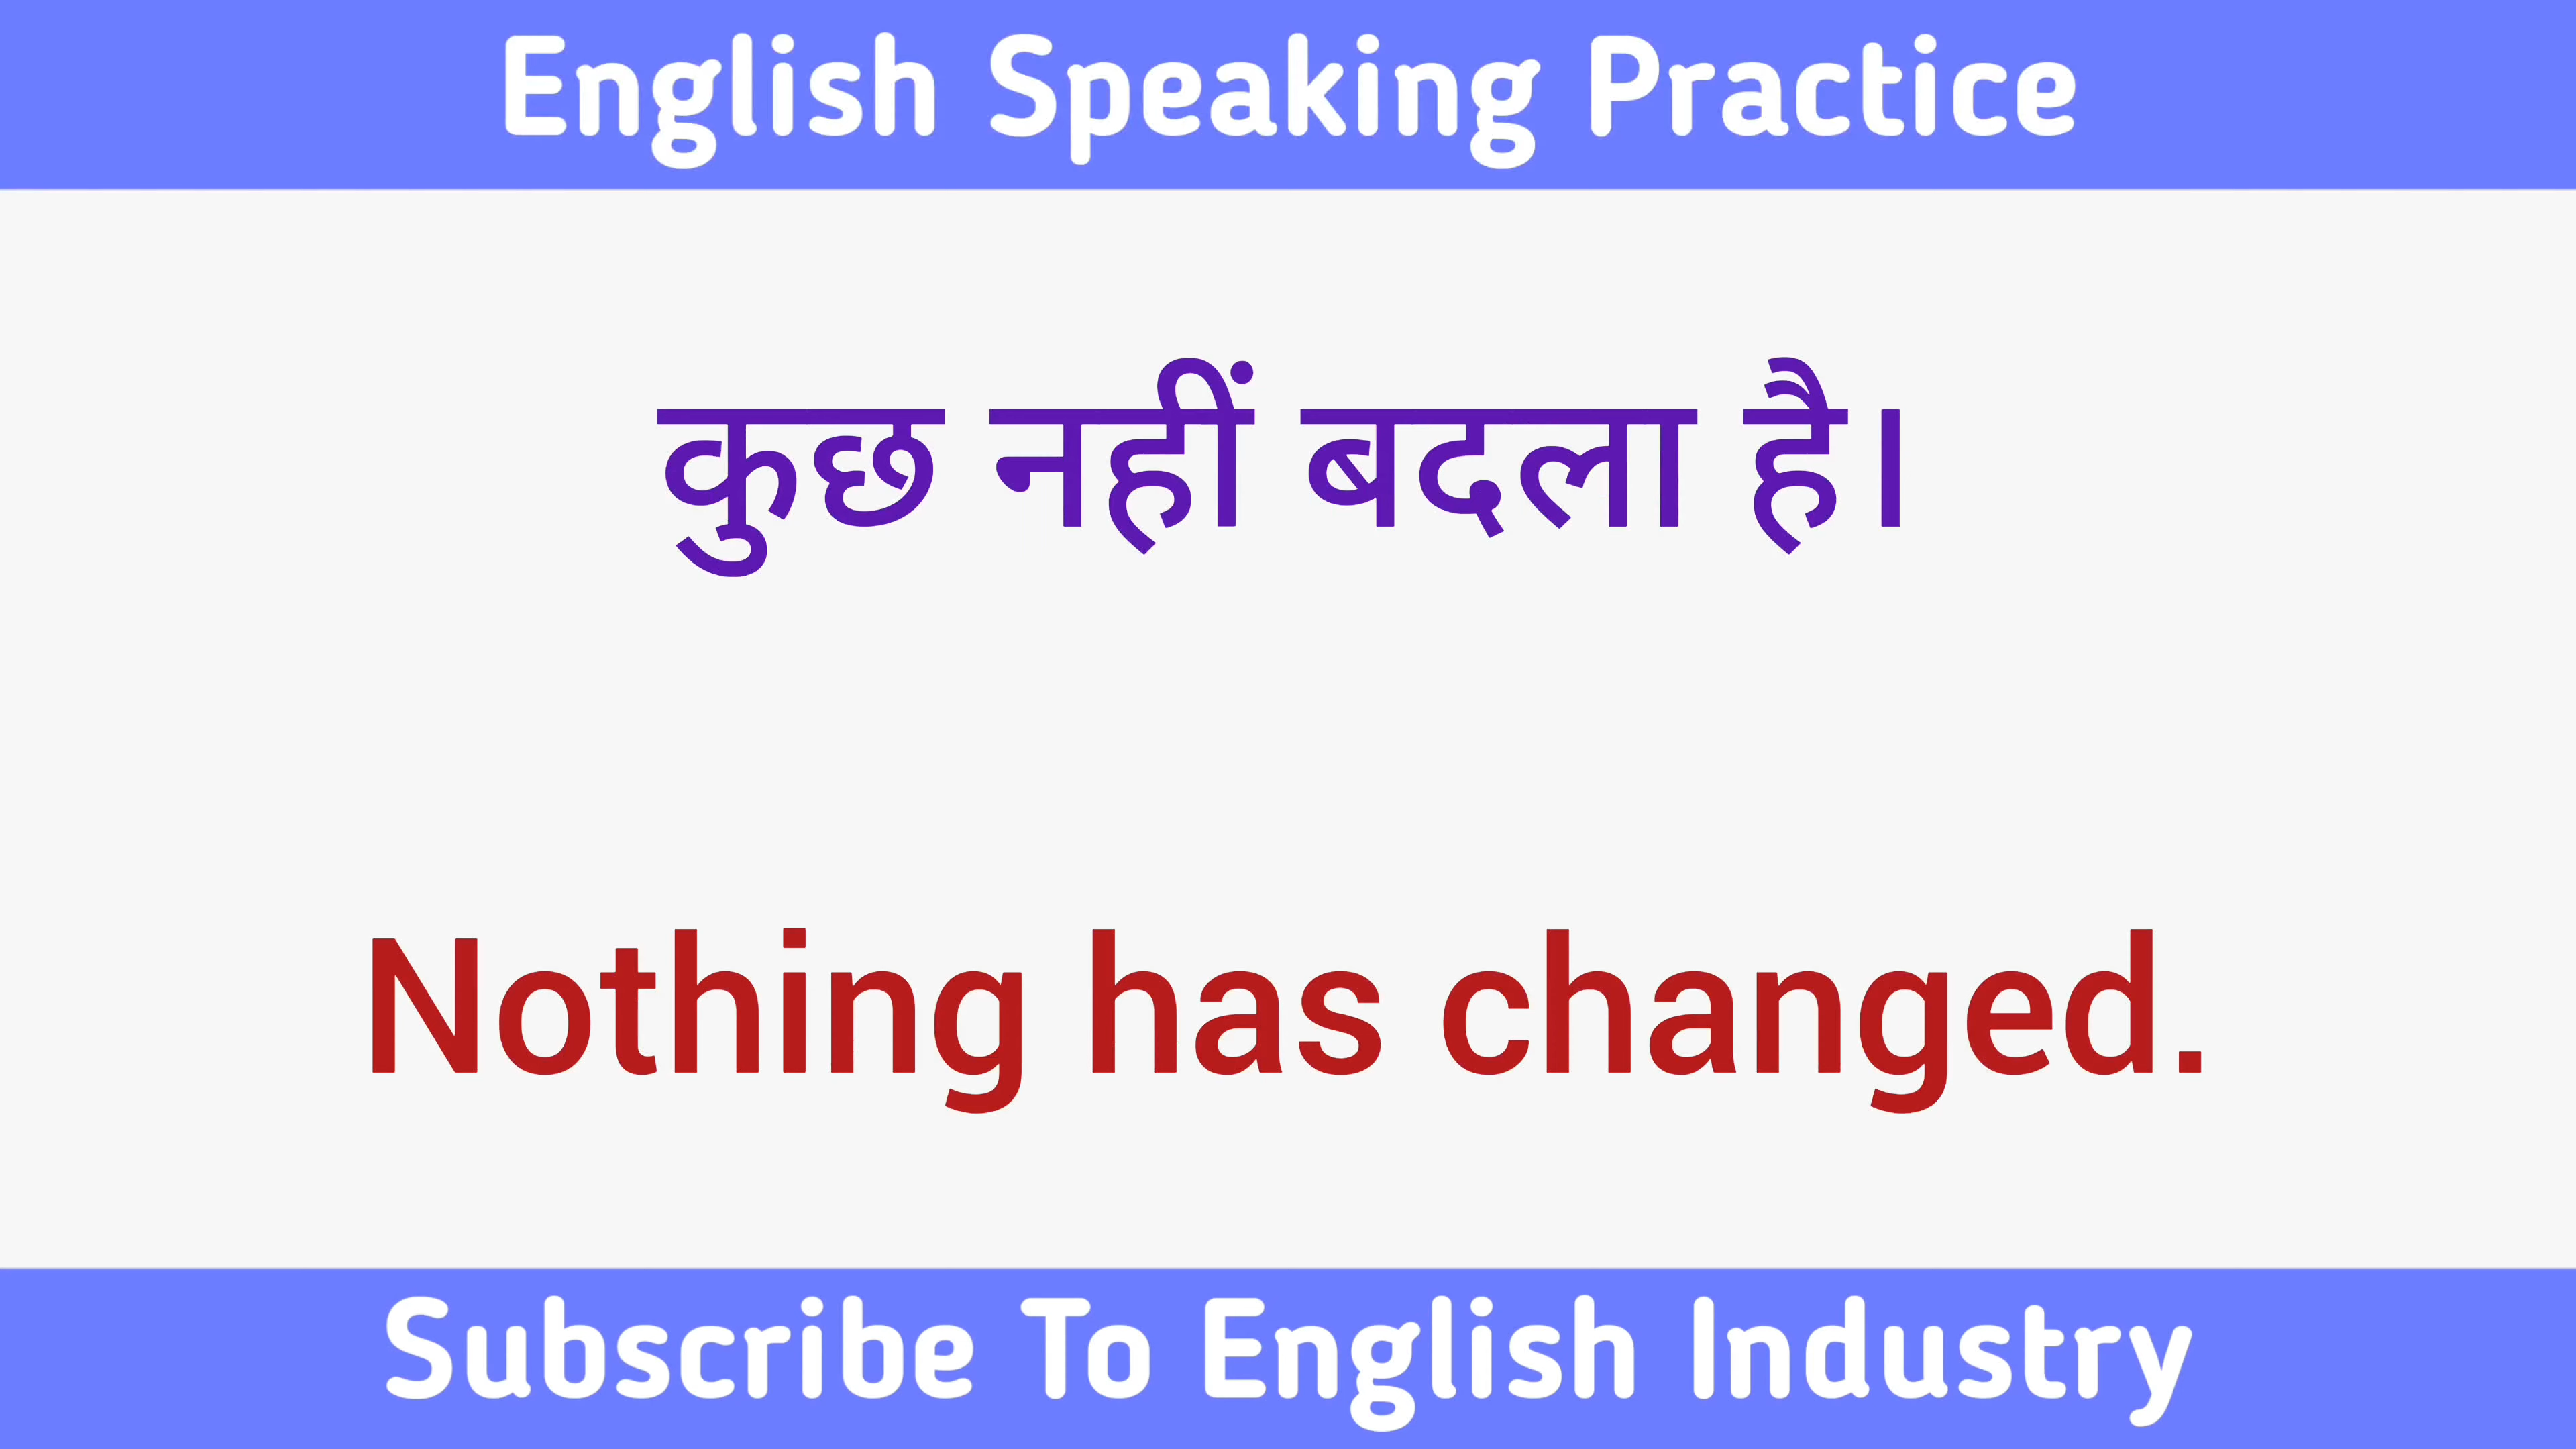 English Speaking Practice
कुछ नहीं बदला है।
Nothing has changed.
Subscribe To English Industry